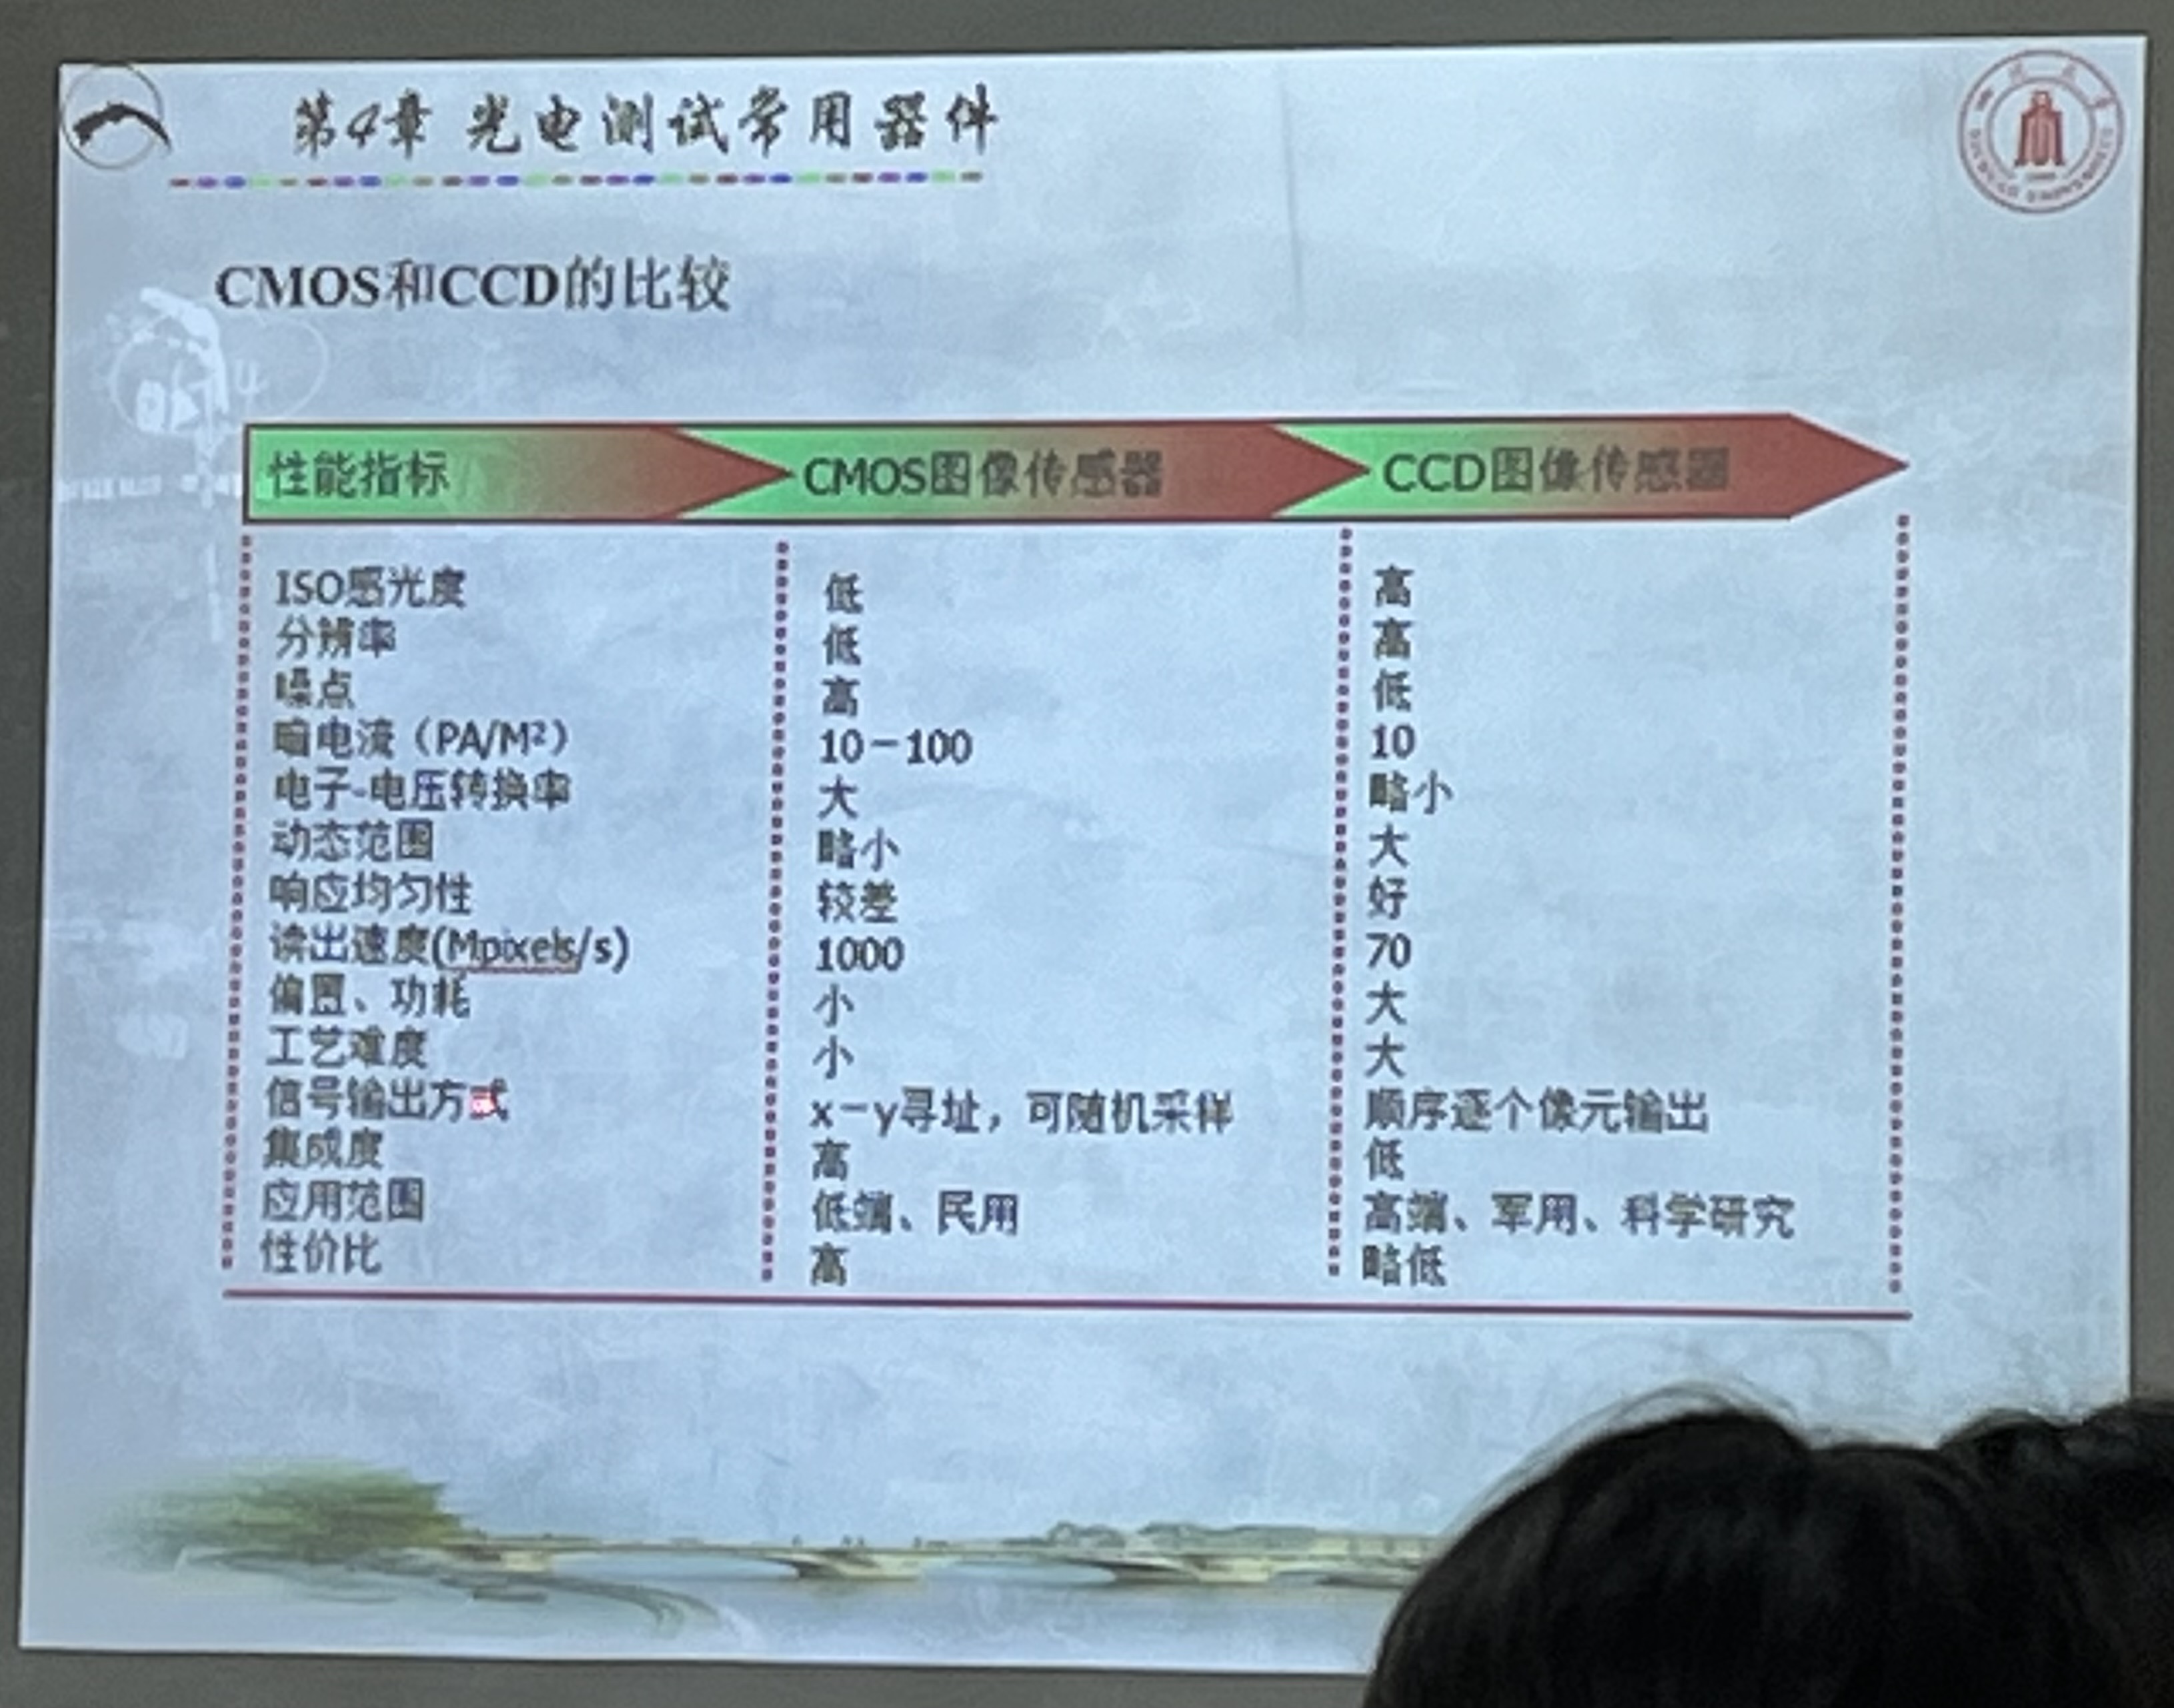 第4章 光电测试常用器件
CMOS和CCD的比较
性能指标 CMOS图像传感器 CCD图像传感器
ISO感光度 低 高
分辨率 低 高
噪点 高 低
暗电流（PA/M²） 10－100 10
电子-电压转换率 大 略小
动态范围 略小 大
响应均匀性 较差 好
读出速度(Mpixels/s) 1000 70
偏置、功耗 小 大
工艺难度 小 大
信号输出方式 x－y寻址，可随机采样 顺序逐个像元输出
集成度 高 低
应用范围 低端、民用 高端、军用、科学研究
性价比 高 略低